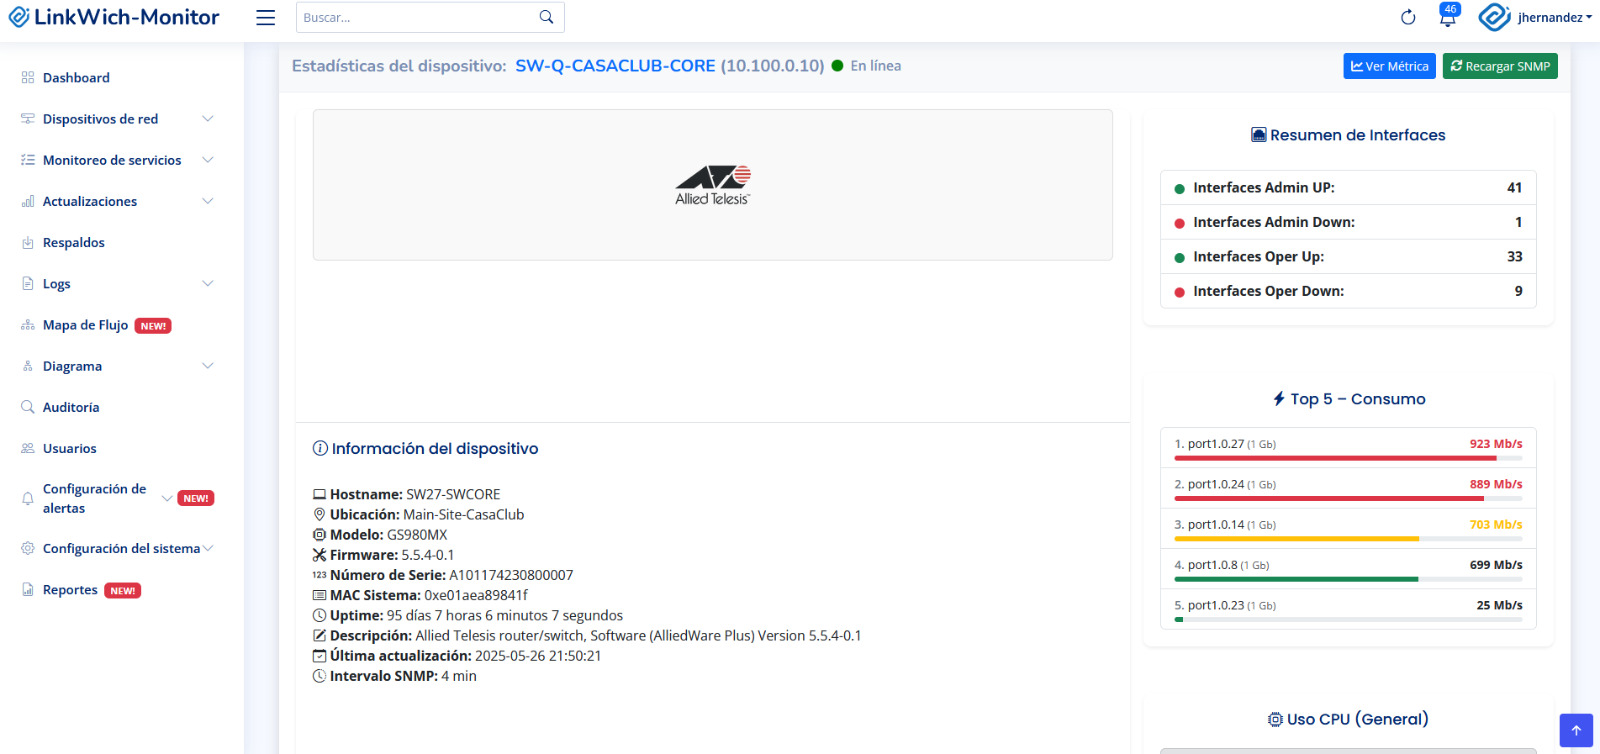 LinkWich-Monitor
Buscar...
46
jhernandez
Dashboard
Dispositivos de red
Monitoreo de servicios
Actualizaciones
Respaldos
Logs
Mapa de Flujo NEW!
Diagrama
Auditoría
Usuarios
Configuración de alertas NEW!
Configuración del sistema
Reportes NEW!
Estadísticas del dispositivo: SW-Q-CASACLUB-CORE (10.100.0.10) En línea
Ver Métrica
Recargar SNMP
Allied Telesis™
Información del dispositivo
Hostname: SW27-SWCORE
Ubicación: Main-Site-CasaClub
Modelo: GS980MX
Firmware: 5.5.4-0.1
123 Número de Serie: A101174230800007
MAC Sistema: 0xe01aea89841f
Uptime: 95 días 7 horas 6 minutos 7 segundos
Descripción: Allied Telesis router/switch, Software (AlliedWare Plus) Version 5.5.4-0.1
Última actualización: 2025-05-26 21:50:21
Intervalo SNMP: 4 min
Resumen de Interfaces
Interfaces Admin UP: 41
Interfaces Admin Down: 1
Interfaces Oper Up: 33
Interfaces Oper Down: 9
Top 5 – Consumo
1. port1.0.27 (1 Gb) 923 Mb/s
2. port1.0.24 (1 Gb) 889 Mb/s
3. port1.0.14 (1 Gb) 703 Mb/s
4. port1.0.8 (1 Gb) 699 Mb/s
5. port1.0.23 (1 Gb) 25 Mb/s
Uso CPU (General)